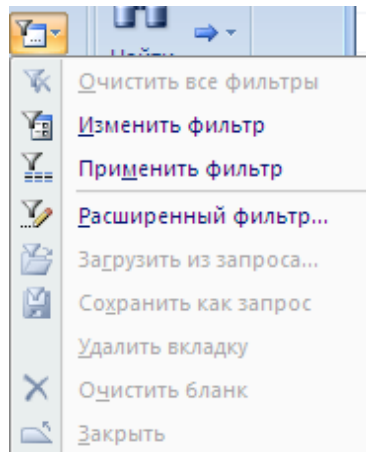 Найти
Очистить все фильтры
Изменить фильтр
Применить фильтр
Расширенный фильтр...
Загрузить из запроса...
Сохранить как запрос
Удалить вкладку
Очистить бланк
Закрыть